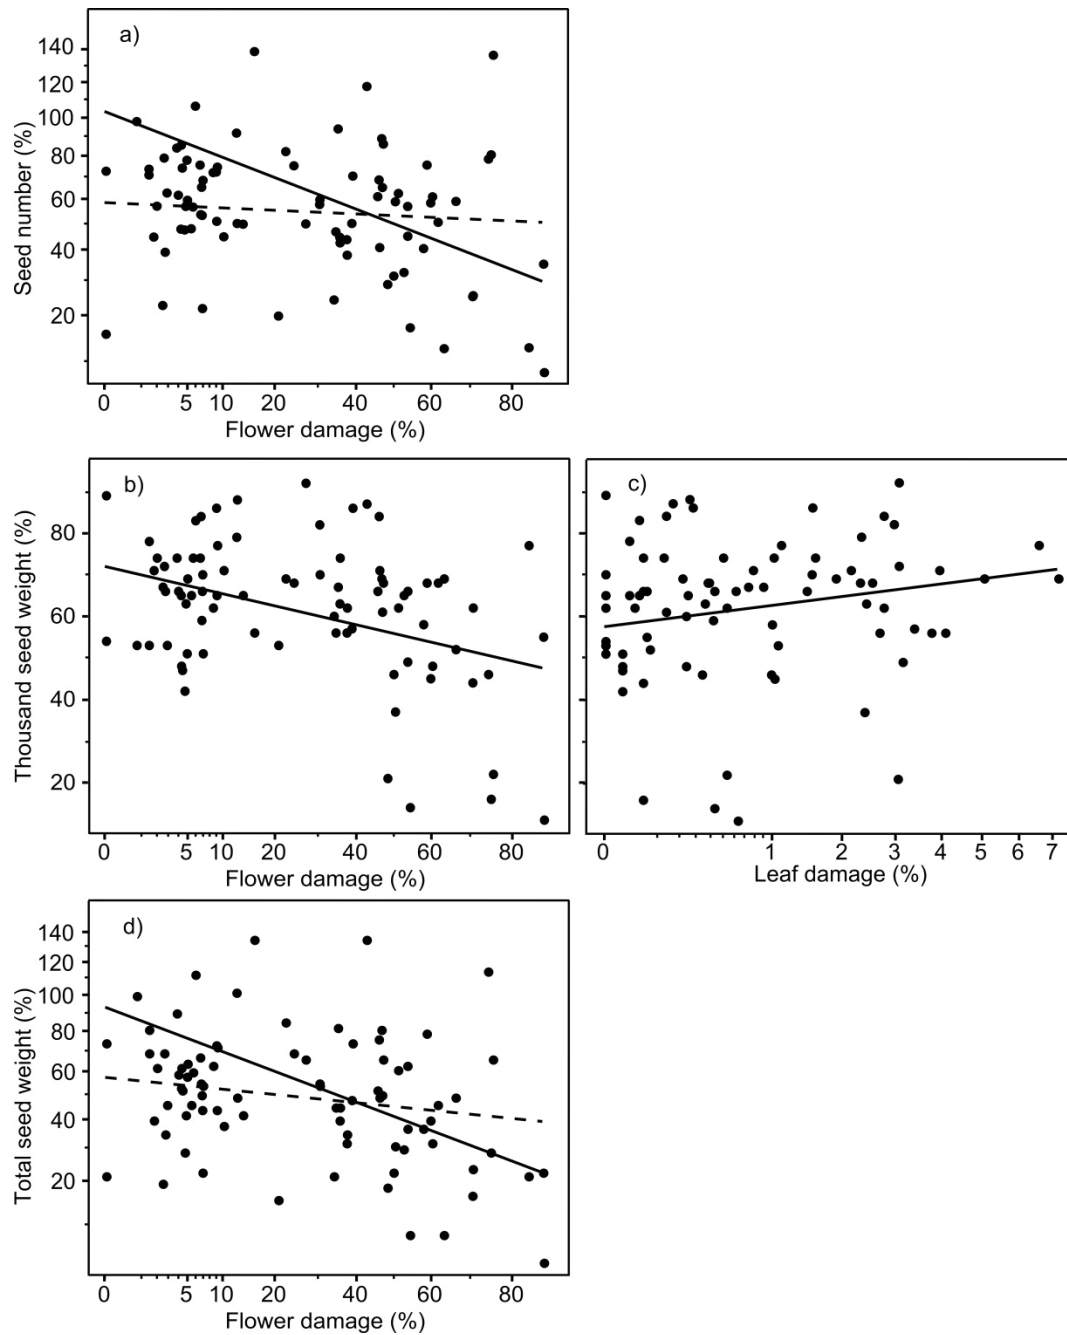 a)
Seed number (%)
140
120
100
80
60
40
20
0 5 10 20 40 60 80
Flower damage (%)
b)
Thousand seed weight (%)
80
60
40
20
0 5 10 20 40 60 80
Flower damage (%)
c)
0 1 2 3 4 5 6 7
Leaf damage (%)
d)
Total seed weight (%)
140
120
100
80
60
40
20
0 5 10 20 40 60 80
Flower damage (%)